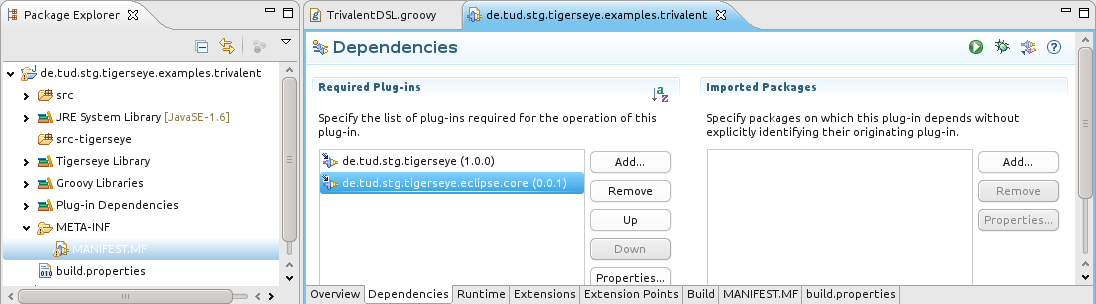 Package Explorer
de.tud.stg.tigerseye.examples.trivalent
src
JRE System Library [JavaSE-1.6]
src-tigerseye
Tigerseye Library
Groovy Libraries
Plug-in Dependencies
META-INF
MANIFEST.MF
build.properties
TrivalentDSL.groovy
de.tud.stg.tigerseye.examples.trivalent
Dependencies
Required Plug-ins
Specify the list of plug-ins required for the operation of this
plug-in.
de.tud.stg.tigerseye (1.0.0)
de.tud.stg.tigerseye.eclipse.core (0.0.1)
Add...
Remove
Up
Down
Properties...
Imported Packages
Specify packages on which this plug-in depends without
explicitly identifying their originating plug-in.
Add...
Remove
Properties...
Overview Dependencies Runtime Extensions Extension Points Build MANIFEST.MF build.properties